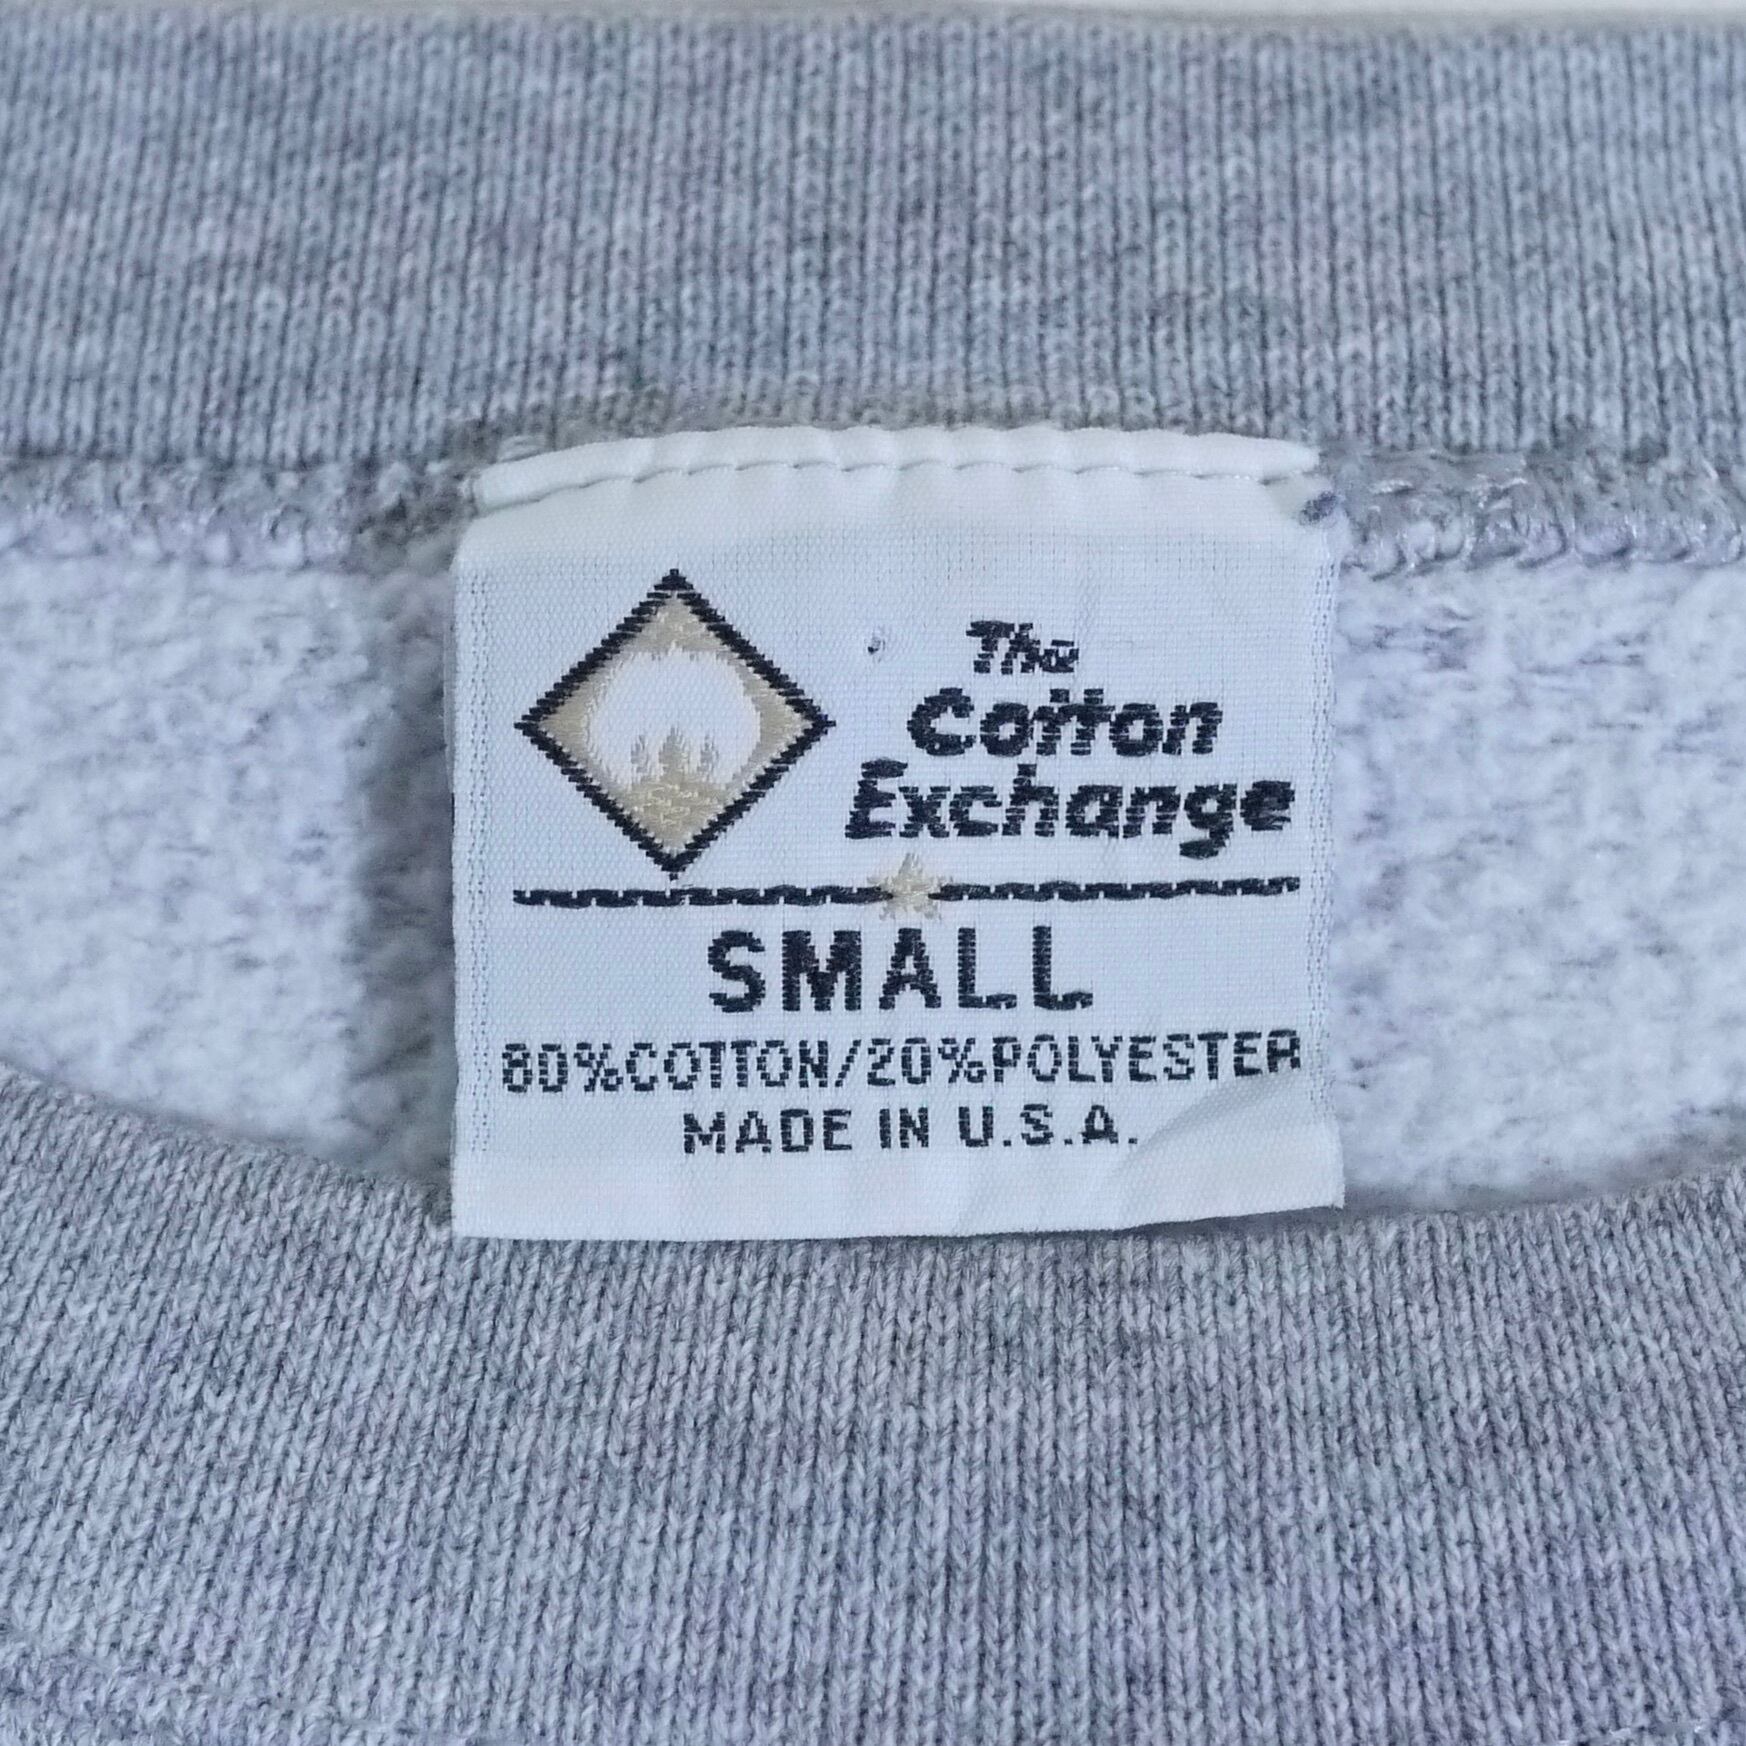 The
Cotton
Exchange
SMALL
80%COTTON/20%POLYESTER
MADE IN U.S.A.